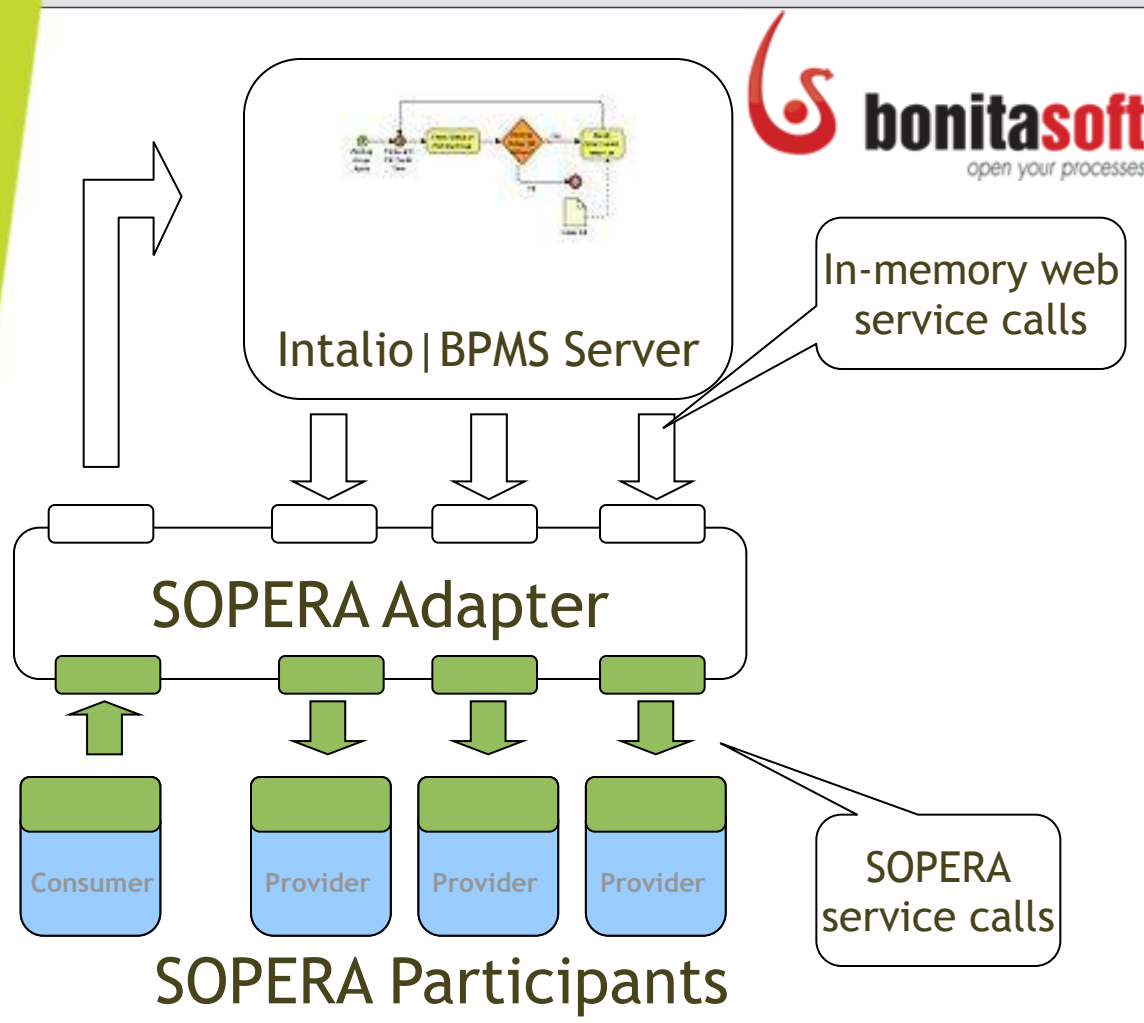 bonitasoft
open your processes
In-memory web
service calls
Intalio|BPMS Server
SOPERA Adapter
Consumer
Provider
Provider
Provider
SOPERA
service calls
SOPERA Participants